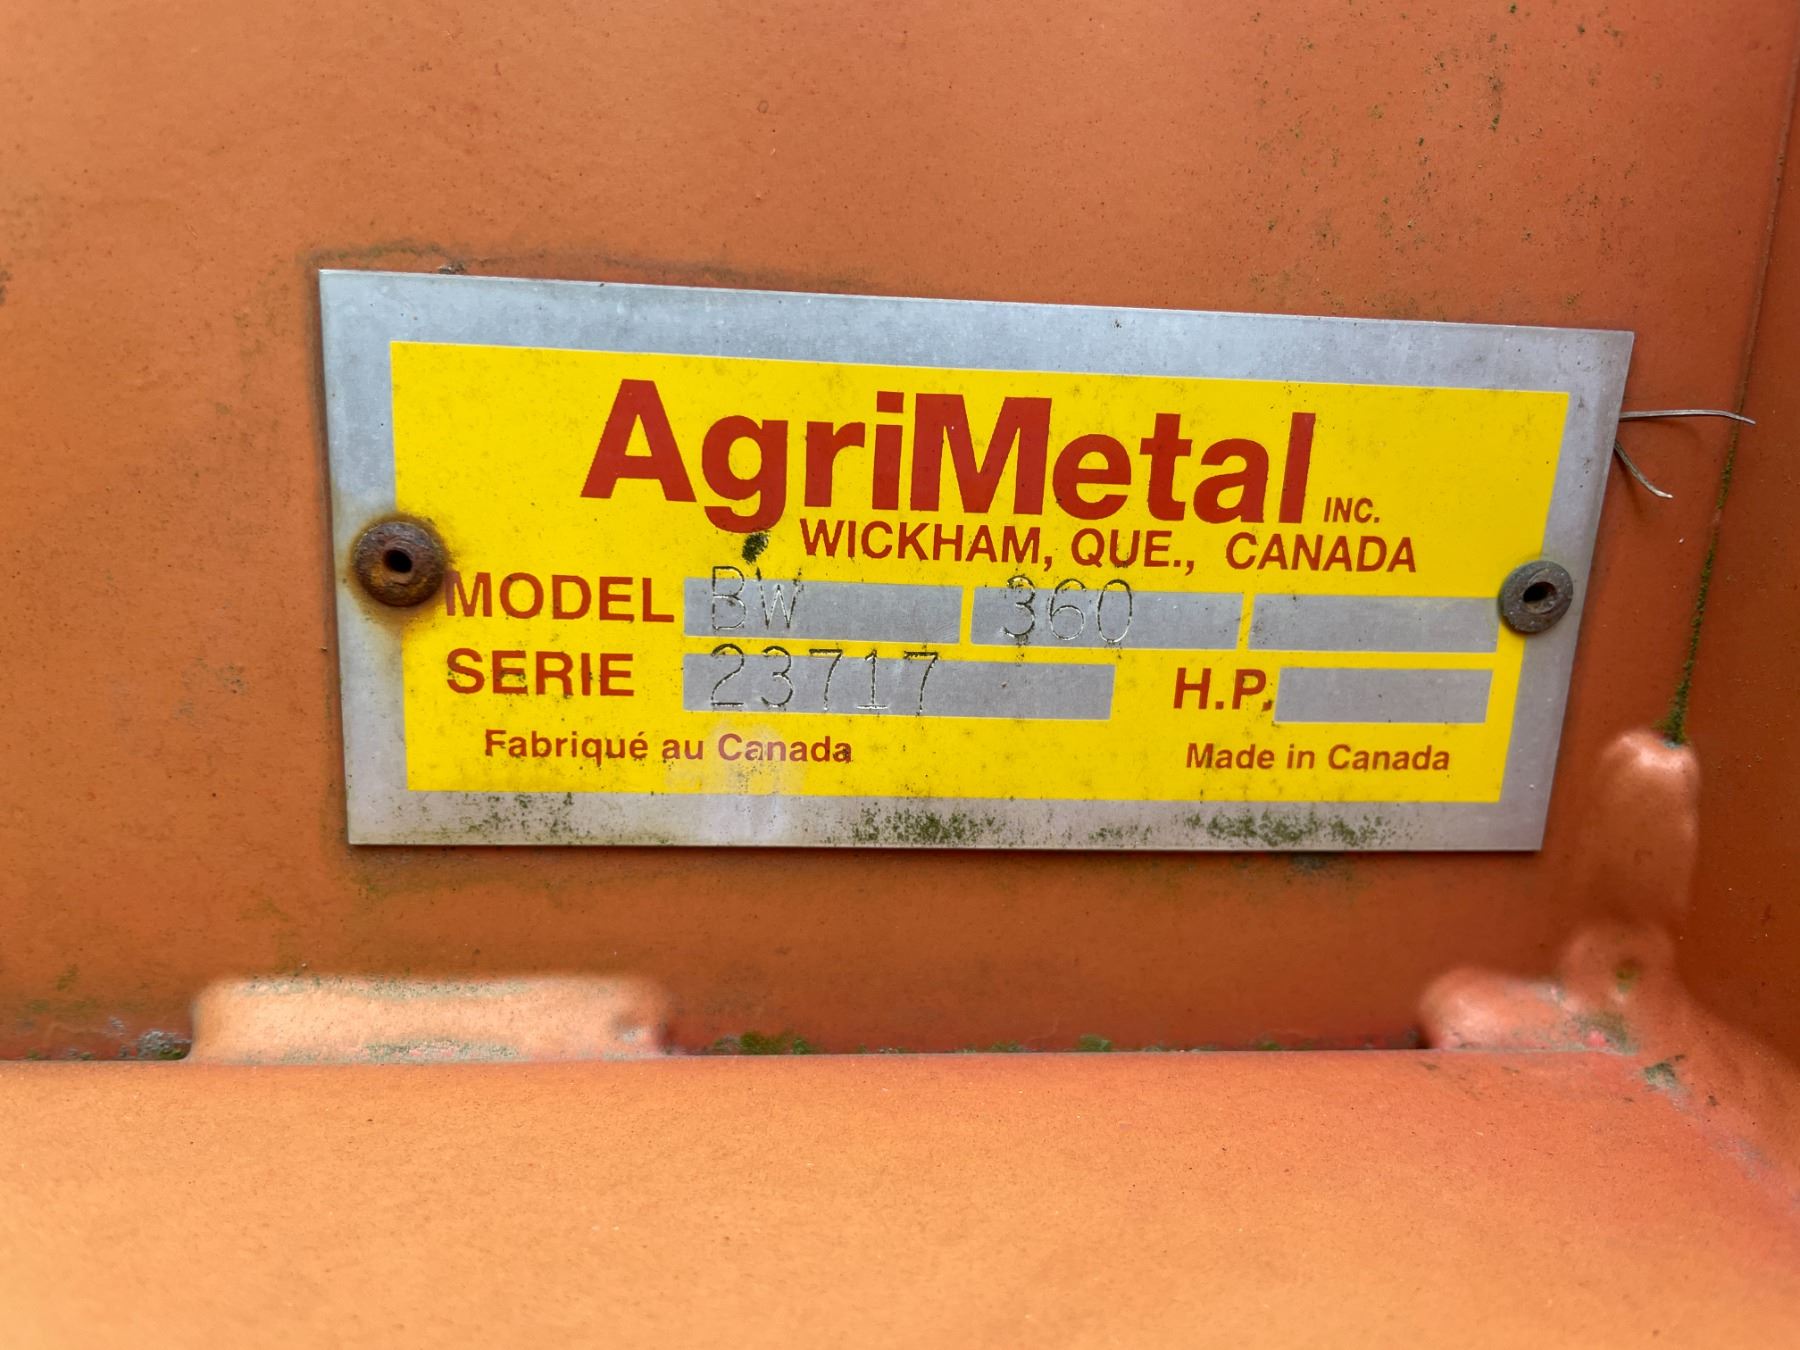 AgriMetal INC.
WICKHAM, QUE., CANADA
MODEL BW 360
SERIE 23717 H.P.
Fabriqué au Canada Made in Canada